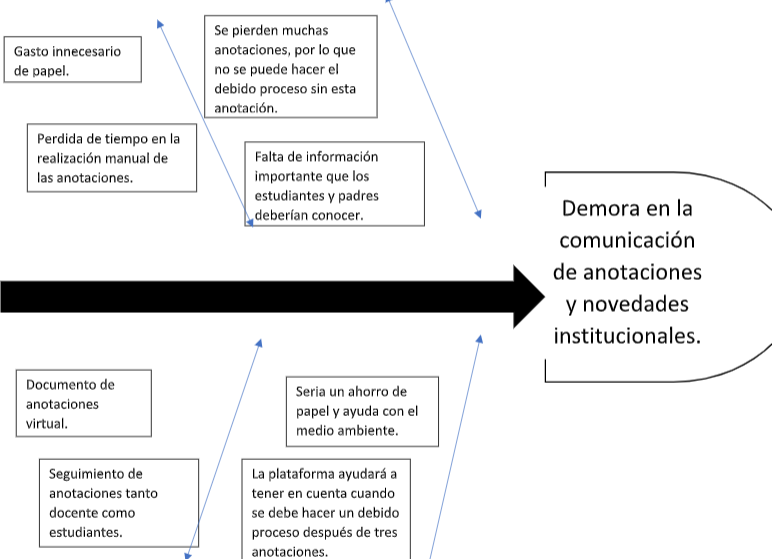 Gasto innecesario
de papel.
Se pierden muchas
anotaciones, por lo que
no se puede hacer el
debido proceso sin esta
anotación.
Perdida de tiempo en la
realización manual de
las anotaciones.
Falta de información
importante que los
estudiantes y padres
deberían conocer.
Demora en la
comunicación
de anotaciones
y novedades
institucionales.
Documento de
anotaciones
virtual.
Seria un ahorro de
papel y ayuda con el
medio ambiente.
Seguimiento de
anotaciones tanto
docente como
estudiantes.
La plataforma ayudará a
tener en cuenta cuando
se debe hacer un debido
proceso después de tres
anotaciones.